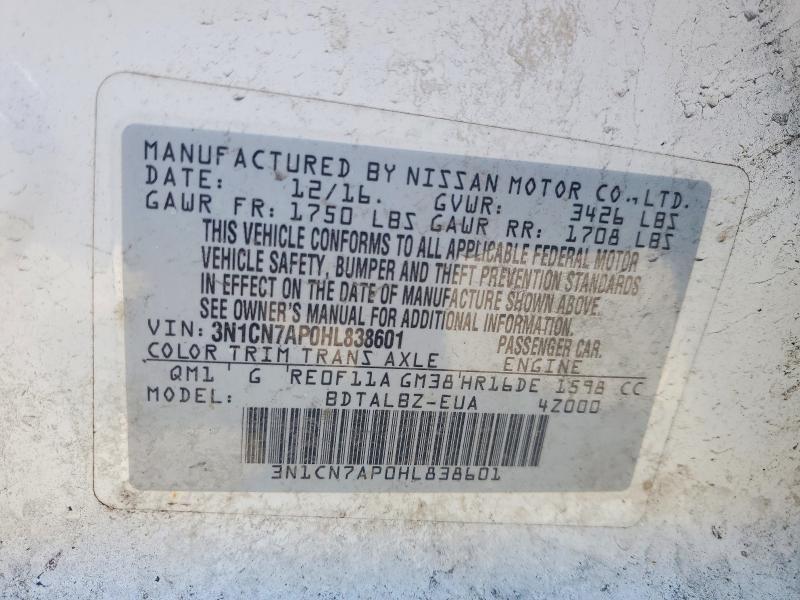 MANUFACTURED BY NISSAN MOTOR CO., LTD.
DATE: 12/16. GVWR: 3426 LBS
GAWR FR: 1750 LBS GAWR RR: 1708 LBS
THIS VEHICLE CONFORMS TO ALL APPLICABLE FEDERAL MOTOR
VEHICLE SAFETY, BUMPER AND THEFT PREVENTION STANDARDS
IN EFFECT ON THE DATE OF MANUFACTURE SHOWN ABOVE.
SEE OWNER'S MANUAL FOR ADDITIONAL INFORMATION.
VIN: 3N1CN7AP0HL838601 PASSENGER CAR.
COLOR TRIM TRANS AXLE ENGINE
QM1 G RE0F11A GM38 HR16DE 1598 CC
MODEL: BDTALBZ-EUA 4Z000
3N1CN7AP0HL838601